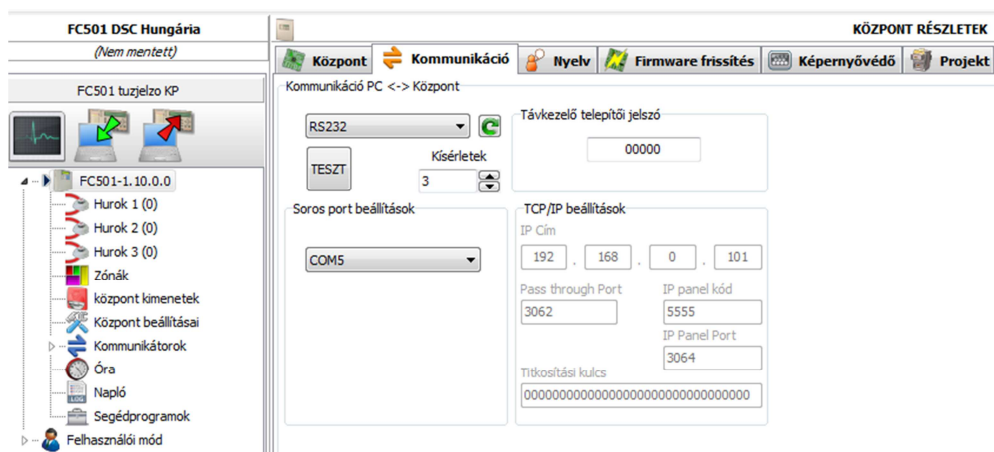 FC501 DSC Hungária
(Nem mentett)
FC501 tuzjelzo KP
FC501-1.10.0.0
Hurok 1 (0)
Hurok 2 (0)
Hurok 3 (0)
Zónák
központ kimenetek
Központ beállításai
Kommunikátorok
Óra
LOG
Napló
Segédprogramok
Felhasználói mód
KÖZPONT RÉSZLETEK
Központ
Kommunikáció
Nyelv
Firmware frissítés
Képernyővédő
Projekt
Kommunikáció PC <-> Központ
RS232
TESZT
Kísérletek
3
Távkezelő telepítői jelszó
00000
Soros port beállítások
COM5
TCP/IP beállítások
IP Cím
192 . 168 . 0 . 101
Pass through Port
3062
IP panel kód
5555
IP Panel Port
3064
Titkosítási kulcs
00000000000000000000000000000000